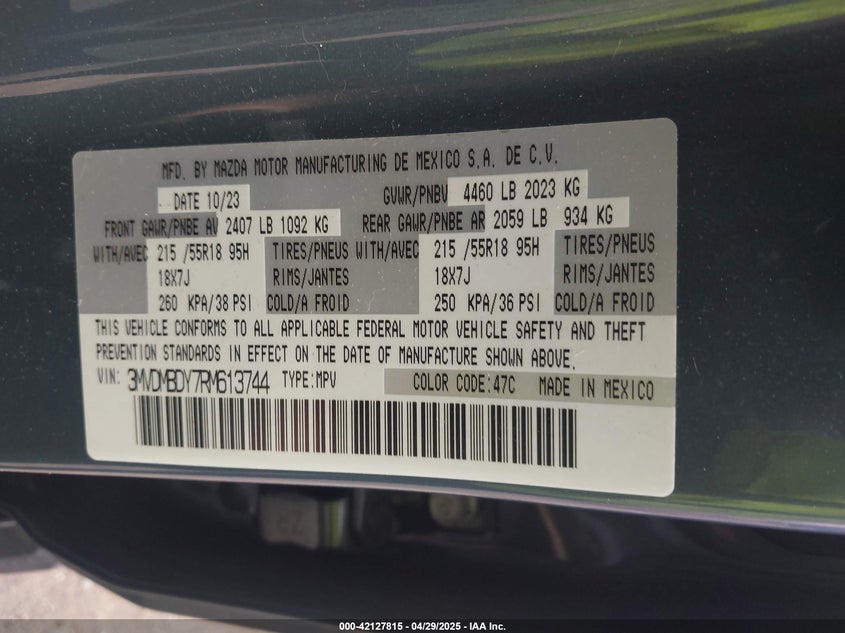 MFD. BY MAZDA MOTOR MANUFACTURING DE MEXICO S.A. DE C.V.
DATE 10/23 GVWR/PNBV 4460 LB 2023 KG
FRONT GAWR/PNBE AV 2407 LB 1092 KG REAR GAWR/PNBE AR 2059 LB 934 KG
WITH/AVEC 215 /55R18 95H TIRES/PNEUS WITH/AVEC 215 /55R18 95H TIRES/PNEUS
18X7J RIMS/JANTES 18X7J RIMS/JANTES
260 KPA/38 PSI COLD/A FROID 250 KPA/36 PSI COLD/A FROID
THIS VEHICLE CONFORMS TO ALL APPLICABLE FEDERAL MOTOR VEHICLE SAFETY AND THEFT
PREVENTION STANDARDS IN EFFECT ON THE DATE OF MANUFACTURE SHOWN ABOVE.
VIN: 3MVDMBDY7RM613744 TYPE:MPV COLOR CODE:47C MADE IN MEXICO
000-42127815 - 04/29/2025 - IAA Inc.